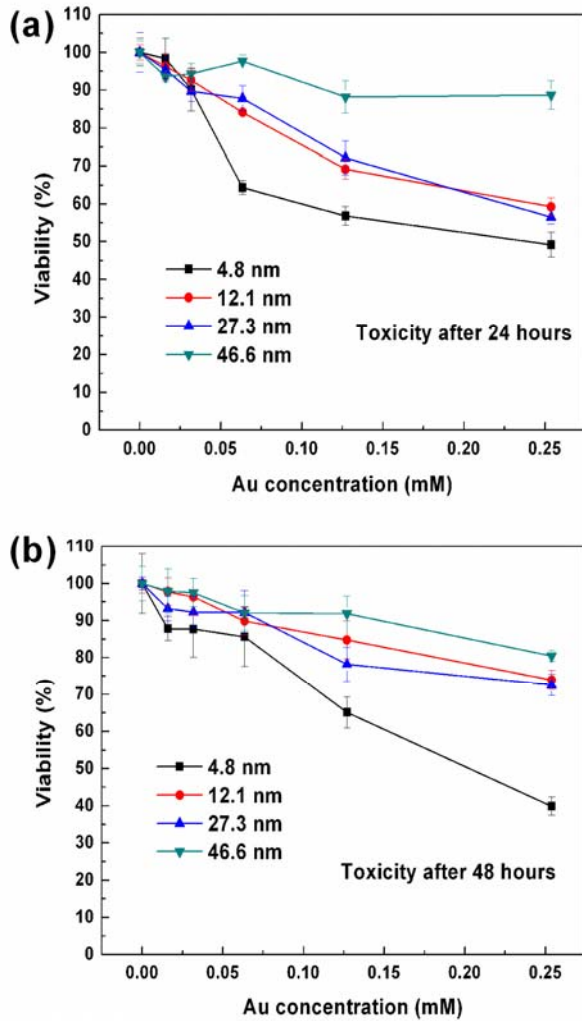 (a)
110
100
90
80
70
60
50
40
30
20
10
0
Viability (%)
4.8 nm
12.1 nm
27.3 nm
46.6 nm
Toxicity after 24 hours
0.00 0.05 0.10 0.15 0.20 0.25
Au concentration (mM)
(b)
110
100
90
80
70
60
50
40
30
20
10
0
Viability (%)
4.8 nm
12.1 nm
27.3 nm
46.6 nm
Toxicity after 48 hours
0.00 0.05 0.10 0.15 0.20 0.25
Au concentration (mM)